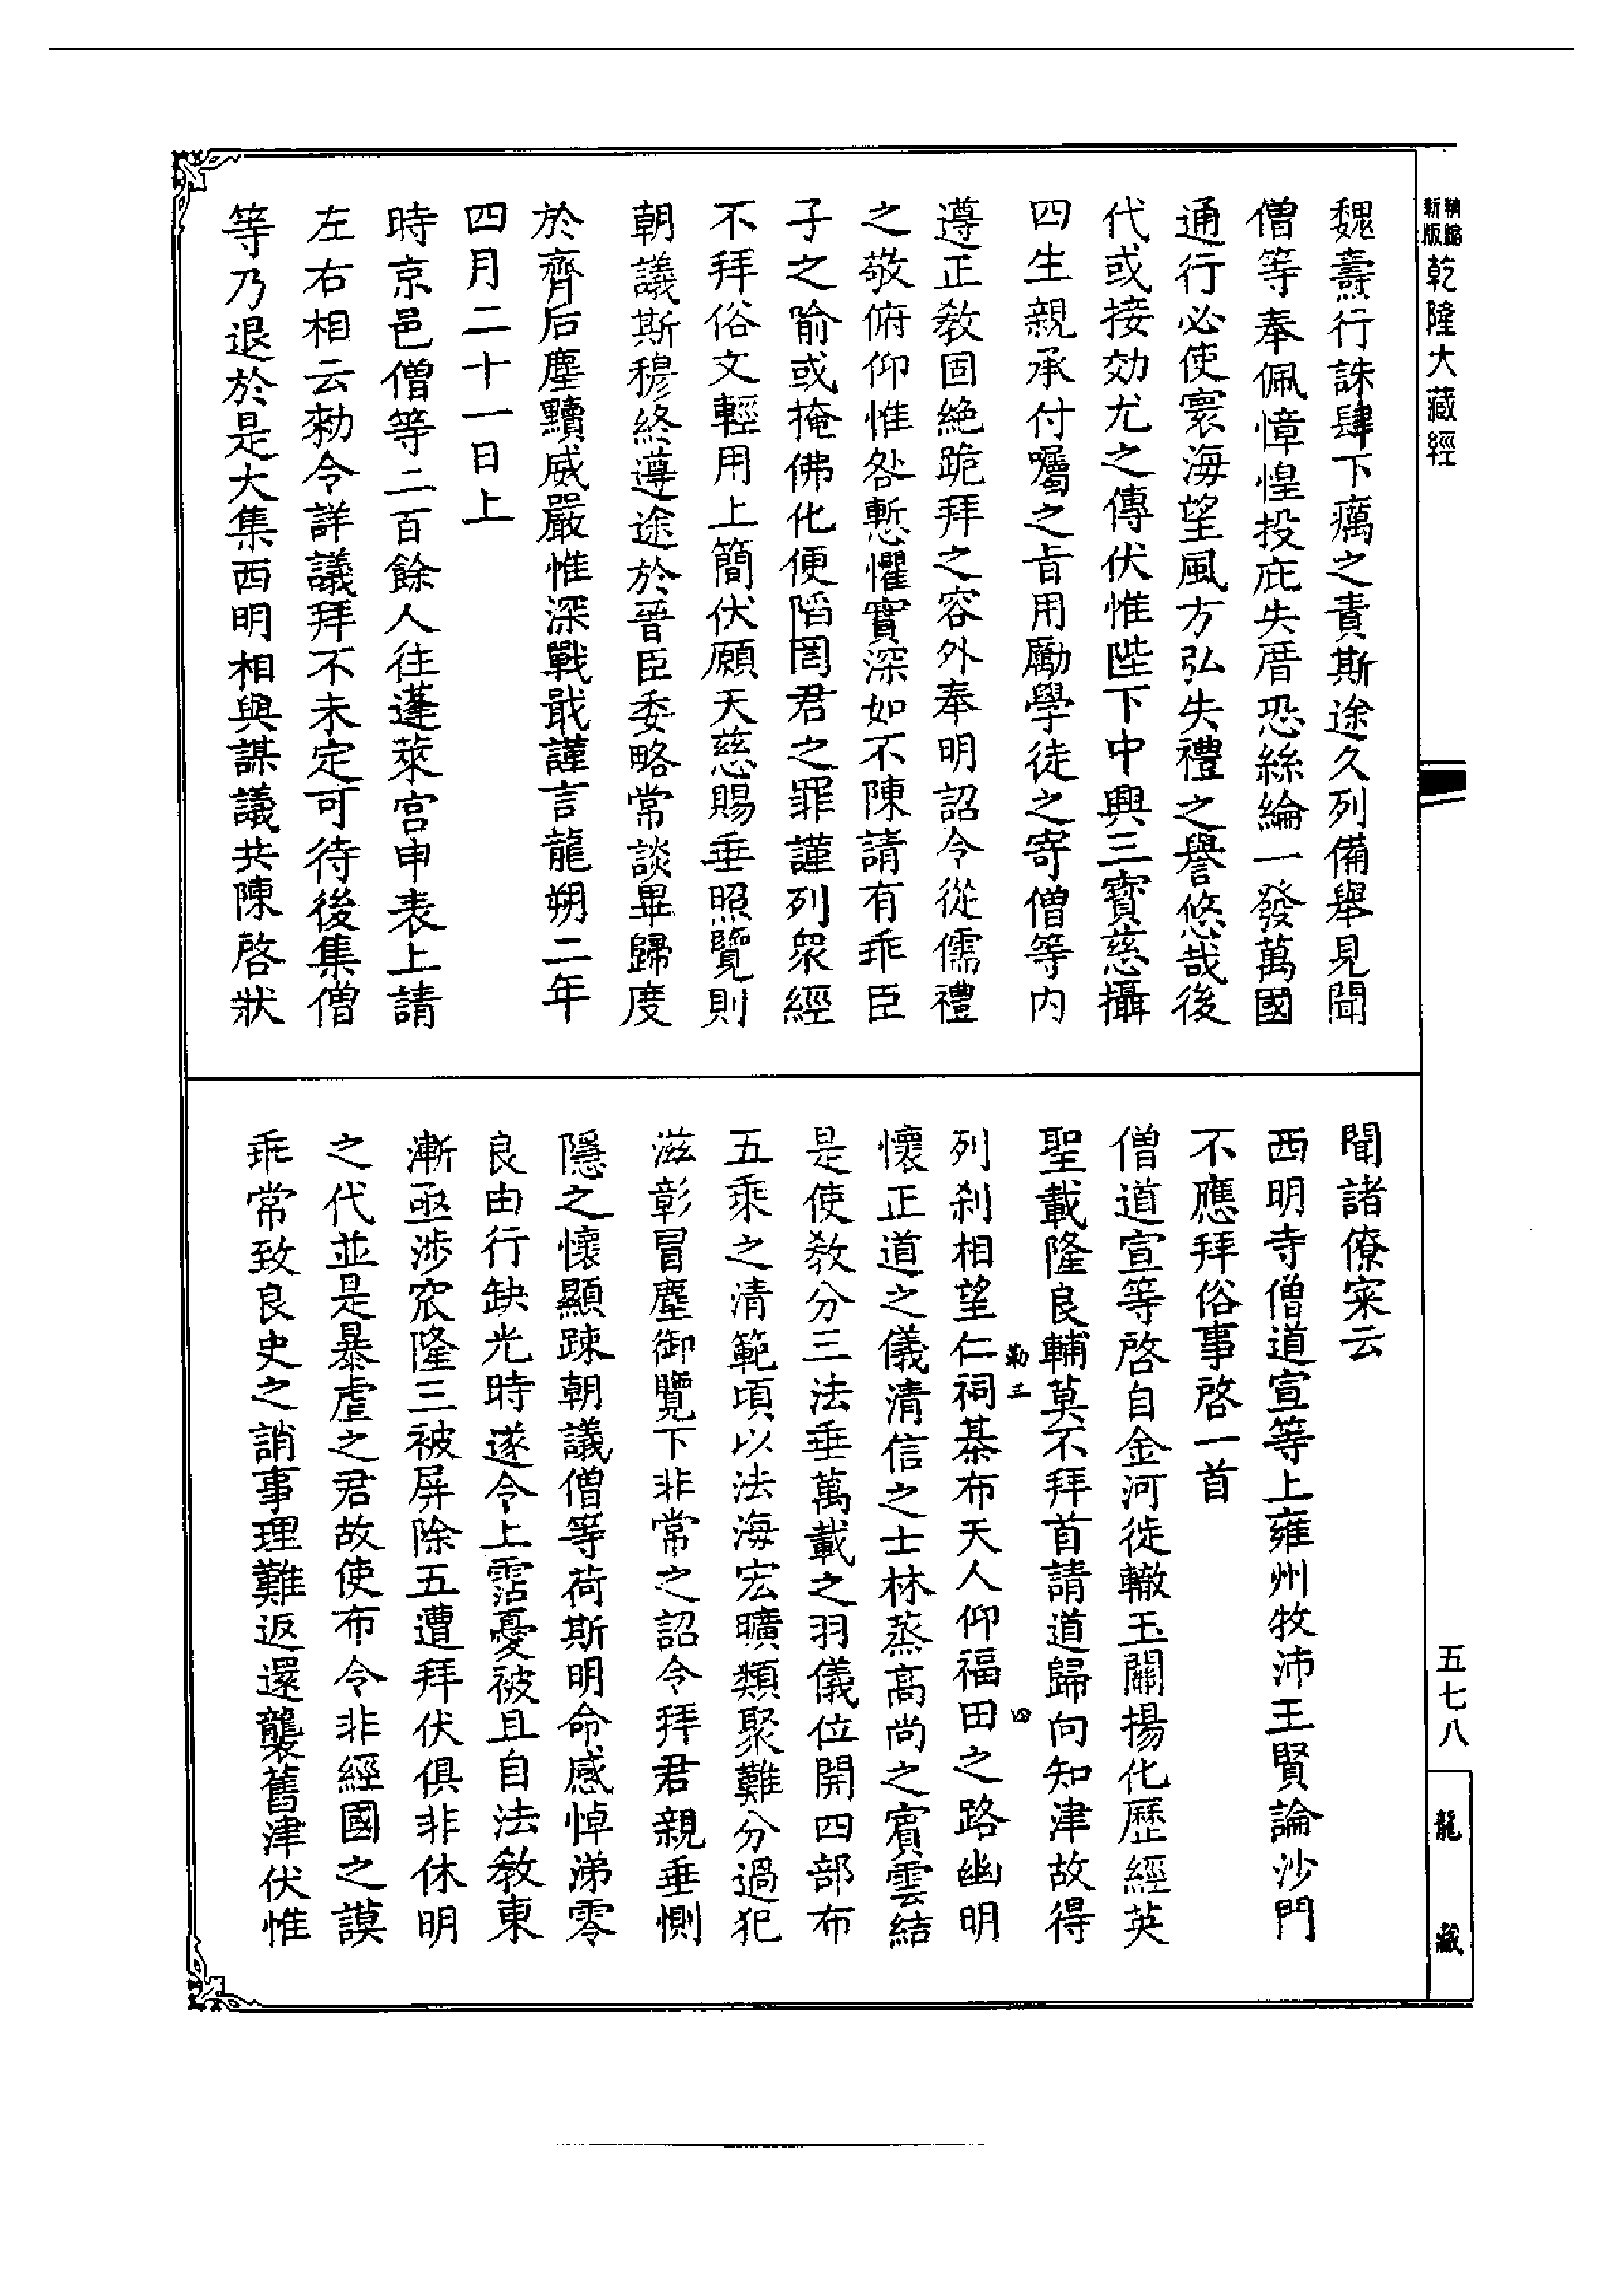 精縮新版乾隆大藏經
魏燾行誅肆下癘之責斯途久列備舉見聞
僧等奉佩慞惶投庇失厝恐絲綸一發萬國
通行必使寰海望風方弘失禮之譽悠哉後
代或接効尤之傳伏惟陛下中興三寶慈攝
四生親承付囑之旨用勵學徒之寄僧等內
遵正教固絶跪拜之容外奉明詔令從儒禮
之敬俯仰惟咎慙懼實深如不陳請有乖臣
子之喻或掩佛化便陷罔君之罪謹列衆經
不拜俗文輕用上簡伏願天慈賜垂照覽則
朝議斯穆終遵途於晉臣委略常談畢歸度
於齊后塵黷威嚴惟深戰戢謹言龍朔二年
四月二十一日上
時京邑僧等二百餘人往蓬萊宮申表上請
左右相云勑令詳議拜不未定可待後集僧
等乃退於是大集西明相與謀議共陳啓狀
聞諸僚寀云
西明寺僧道宣等上雍州牧沛王賢論沙門
不應拜俗事啓一首
僧道宣等啓自金河徙轍玉關揚化歷經英
聖載隆良輔莫不拜首請道歸向知津故得
列刹相望仁祠棊布天人仰福田之路幽明
懷正道之儀清信之士林蒸高尚之賓雲結
是使教分三法垂萬載之羽儀位開四部布
五乘之清範頃以法海宏曠類聚難分過犯
滋彰冒塵御覽下非常之詔令拜君親垂惻
隱之懷顯踈朝議僧等荷斯明命感悼涕零
良由行缺光時遂令上霑憂被且自法教東
漸亟涉窊隆三被屏除五遭拜伏俱非休明
之代並是暴虐之君故使布令非經國之謨
乖常致良史之誚事理難返還襲舊津伏惟
勒三
四
五七八
龍藏